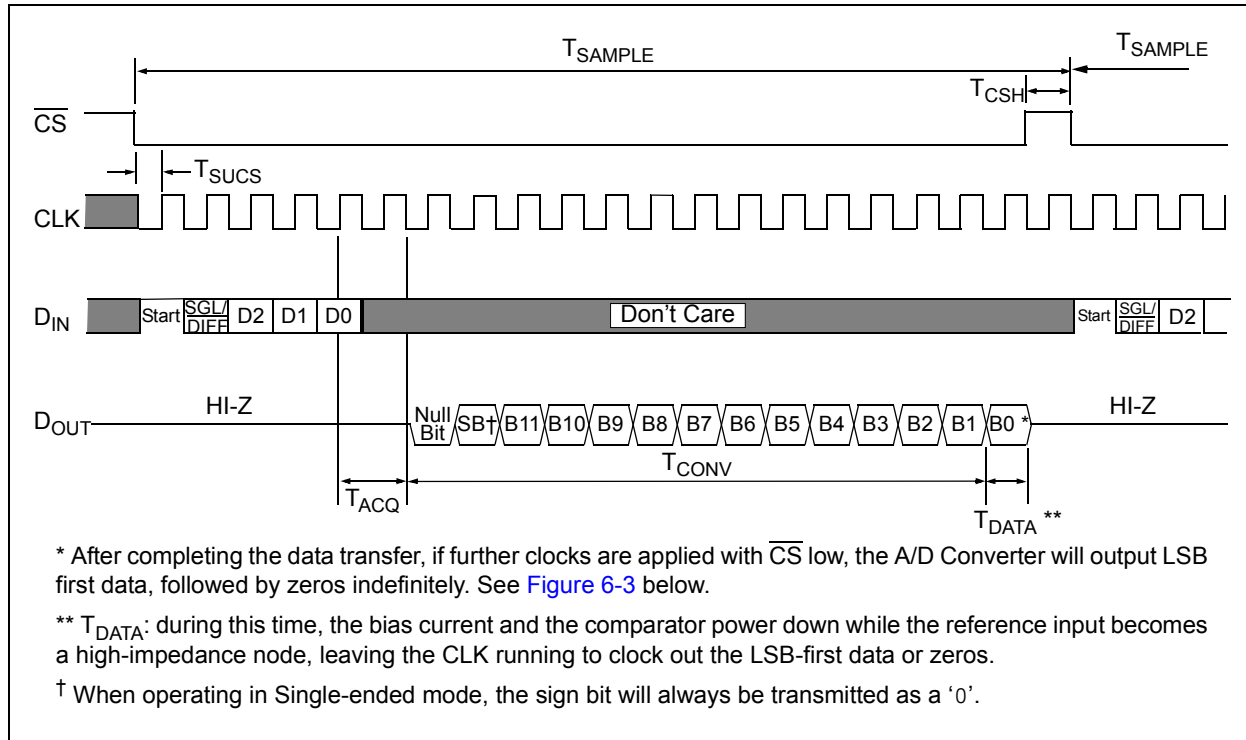 TSAMPLE TSAMPLE
TCSH
CS
TSUCS
CLK
DIN Start SGL/DIFF D2 D1 D0 Don't Care Start SGL/DIFF D2
HI-Z HI-Z
DOUT Null Bit SB† B11 B10 B9 B8 B7 B6 B5 B4 B3 B2 B1 B0 *
TCONV
TACQ
TDATA **
* After completing the data transfer, if further clocks are applied with CS low, the A/D Converter will output LSB
first data, followed by zeros indefinitely. See Figure 6-3 below.
** TDATA: during this time, the bias current and the comparator power down while the reference input becomes
a high-impedance node, leaving the CLK running to clock out the LSB-first data or zeros.
† When operating in Single-ended mode, the sign bit will always be transmitted as a ‘0’.